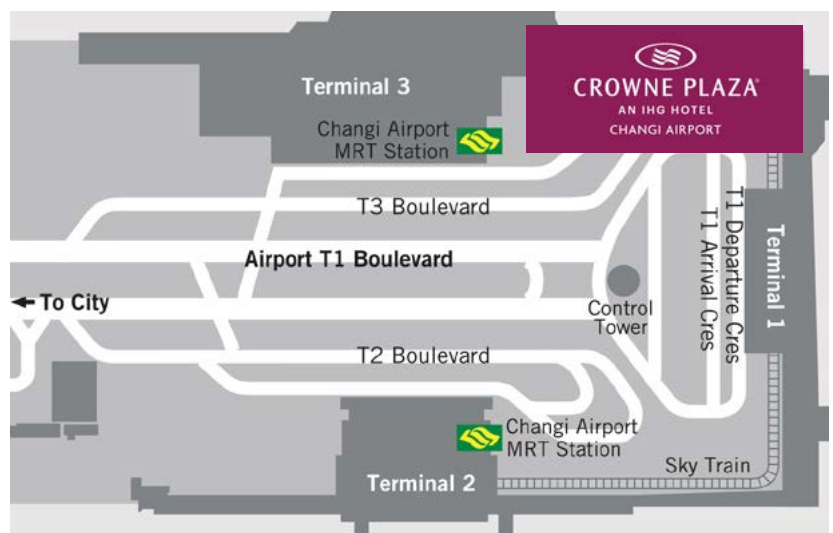 Terminal 3
CROWNE PLAZA®
AN IHG HOTEL
CHANGI AIRPORT
Changi Airport
MRT Station
T3 Boulevard
Airport T1 Boulevard
T1 Departure Cres
T1 Arrival Cres
Terminal 1
← To City
Control
Tower
T2 Boulevard
Changi Airport
MRT Station
Sky Train
Terminal 2